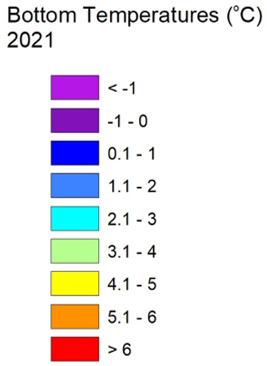 Bottom Temperatures (°C)
2021
< -1
-1 - 0
0.1 - 1
1.1 - 2
2.1 - 3
3.1 - 4
4.1 - 5
5.1 - 6
> 6